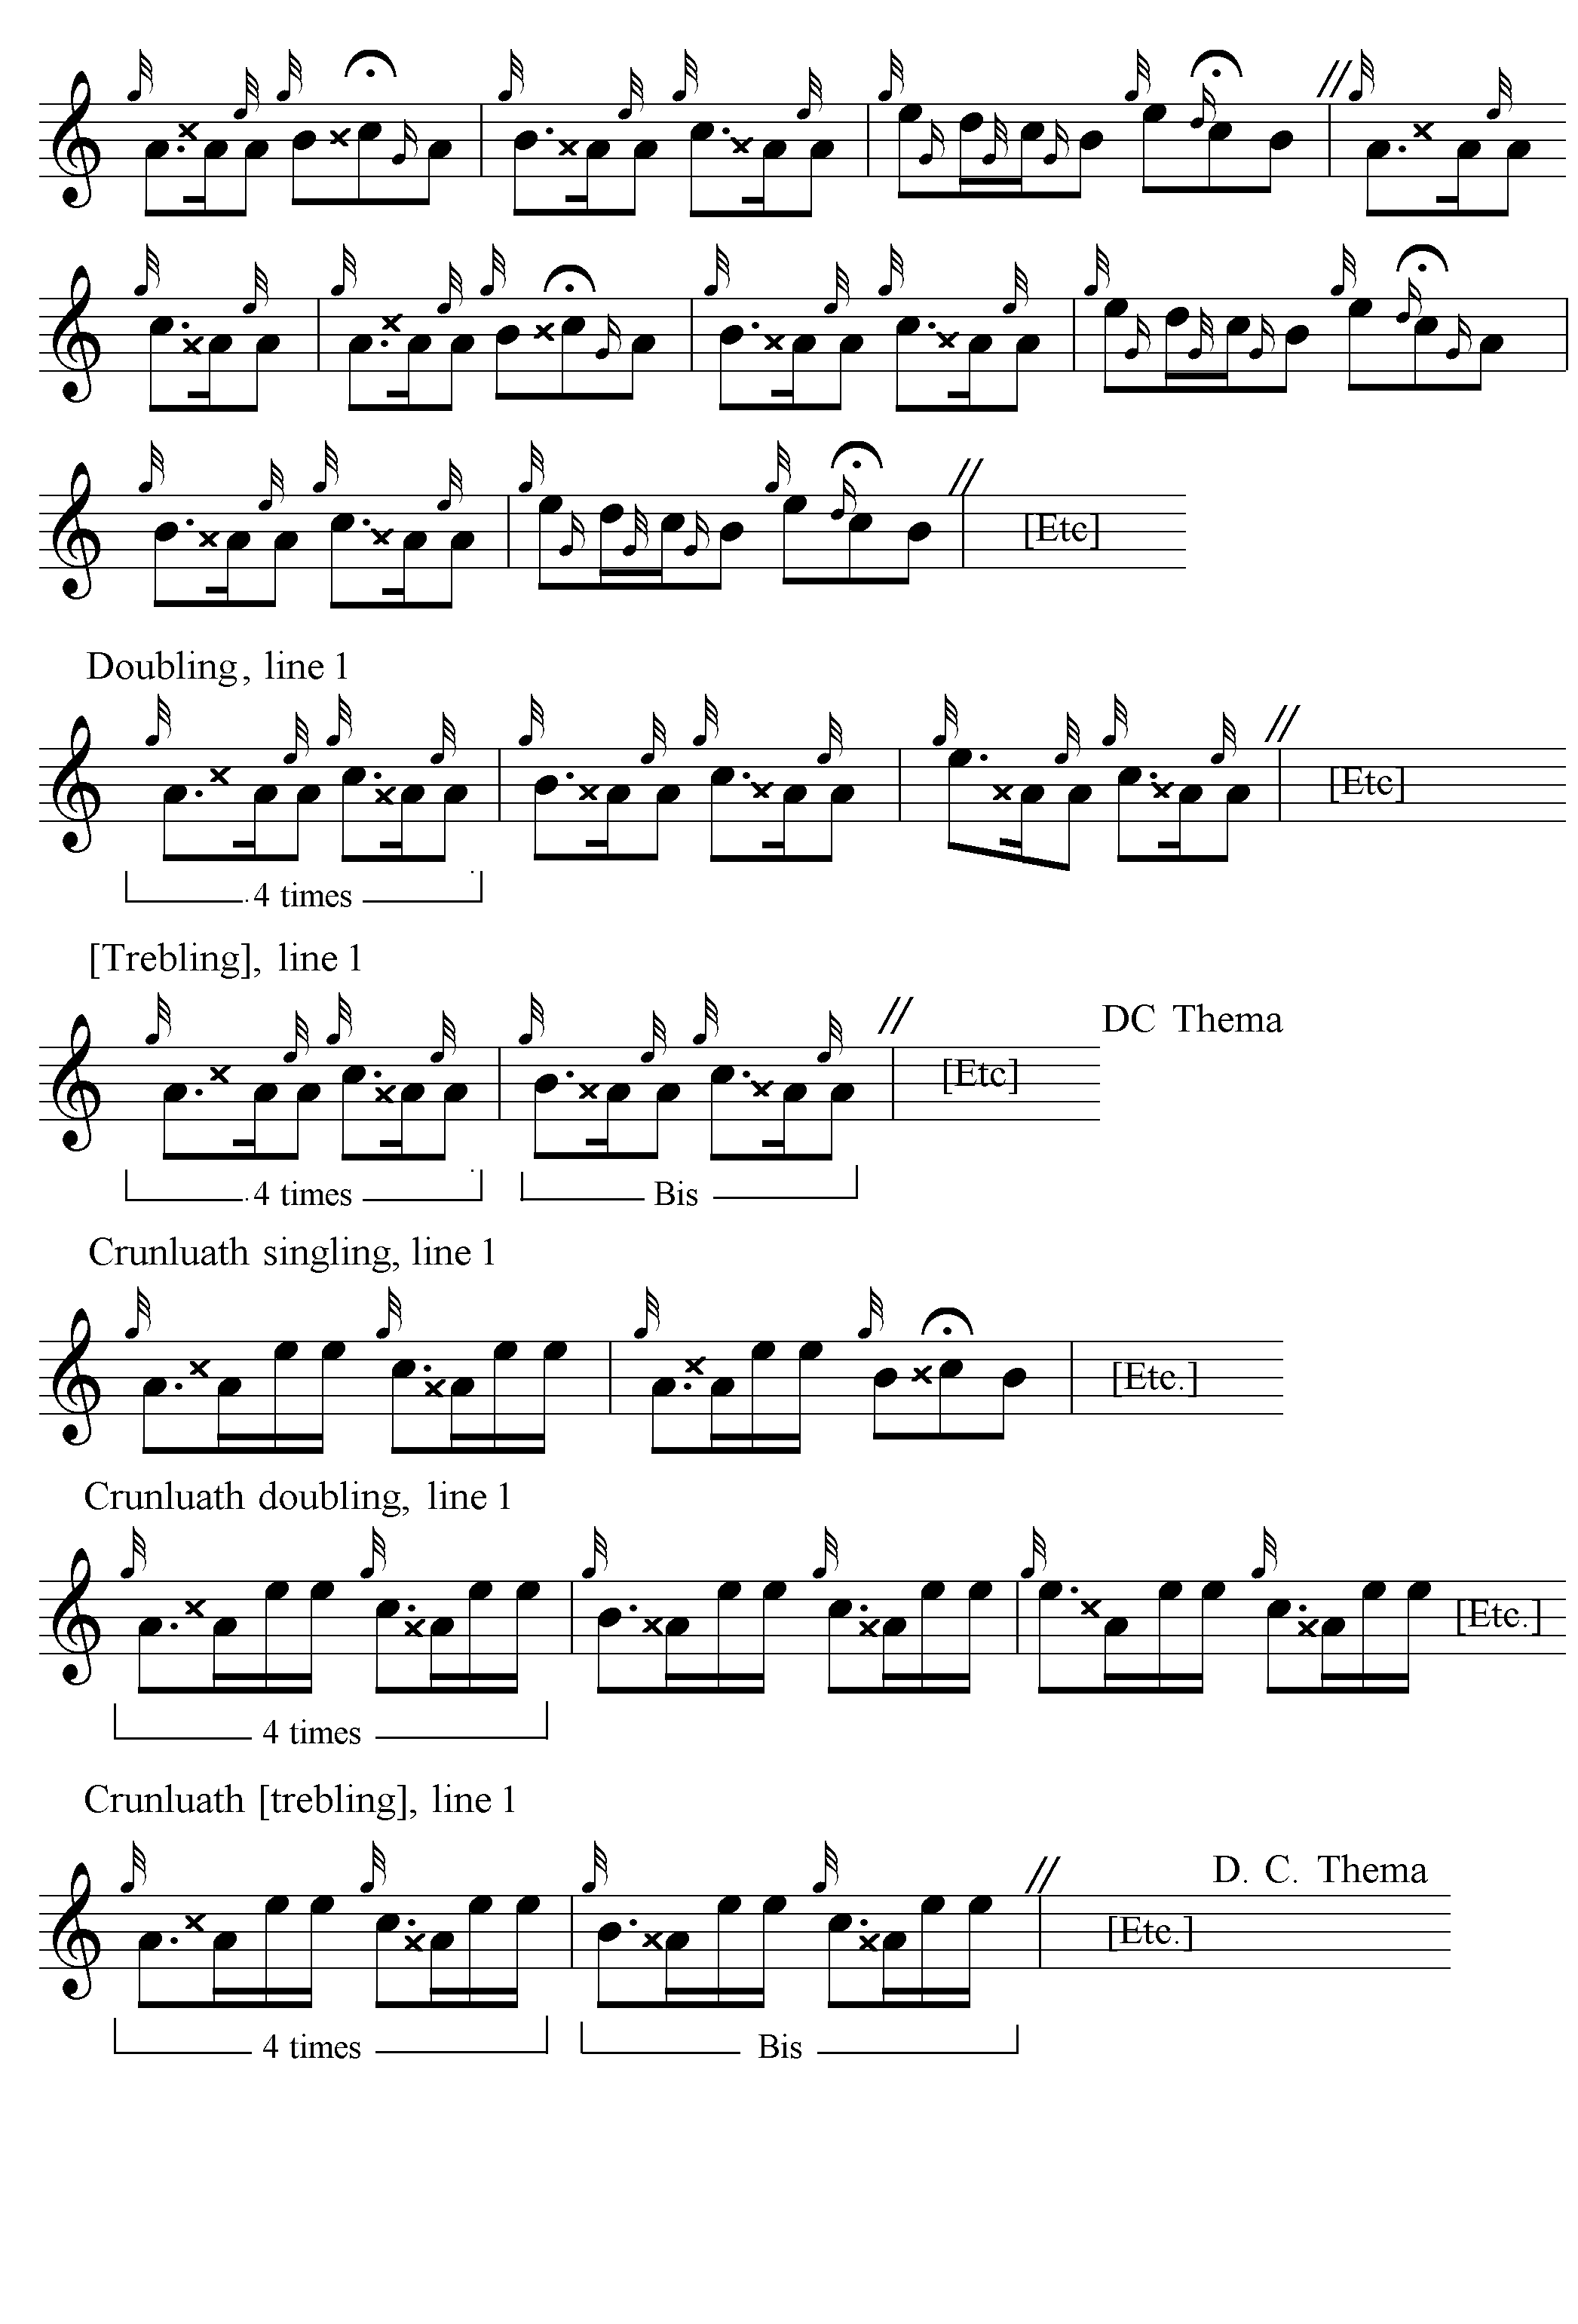 [Etc]
Doubling, line 1
[Etc]
4 times
[Trebling], line 1
DC Thema
[Etc]
4 times Bis
Crunluath singling, line 1
[Etc.]
Crunluath doubling, line 1
[Etc.]
4 times
Crunluath [trebling], line 1
D. C. Thema
[Etc.]
4 times Bis